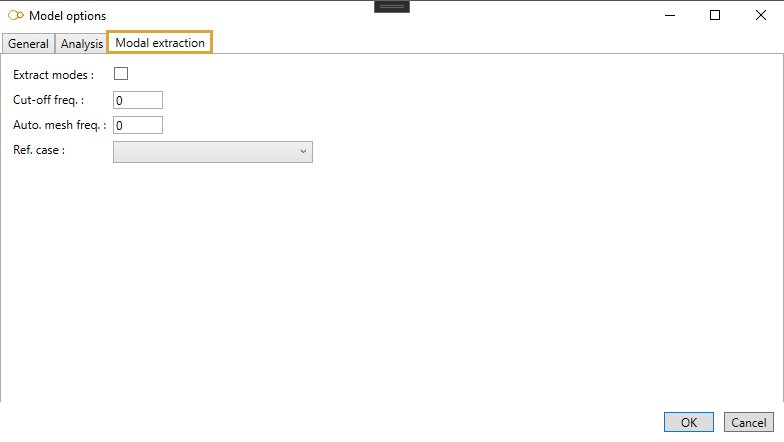 Model options
General Analysis Modal extraction
Extract modes :
Cut-off freq. : 0
Auto. mesh freq. : 0
Ref. case :
OK Cancel